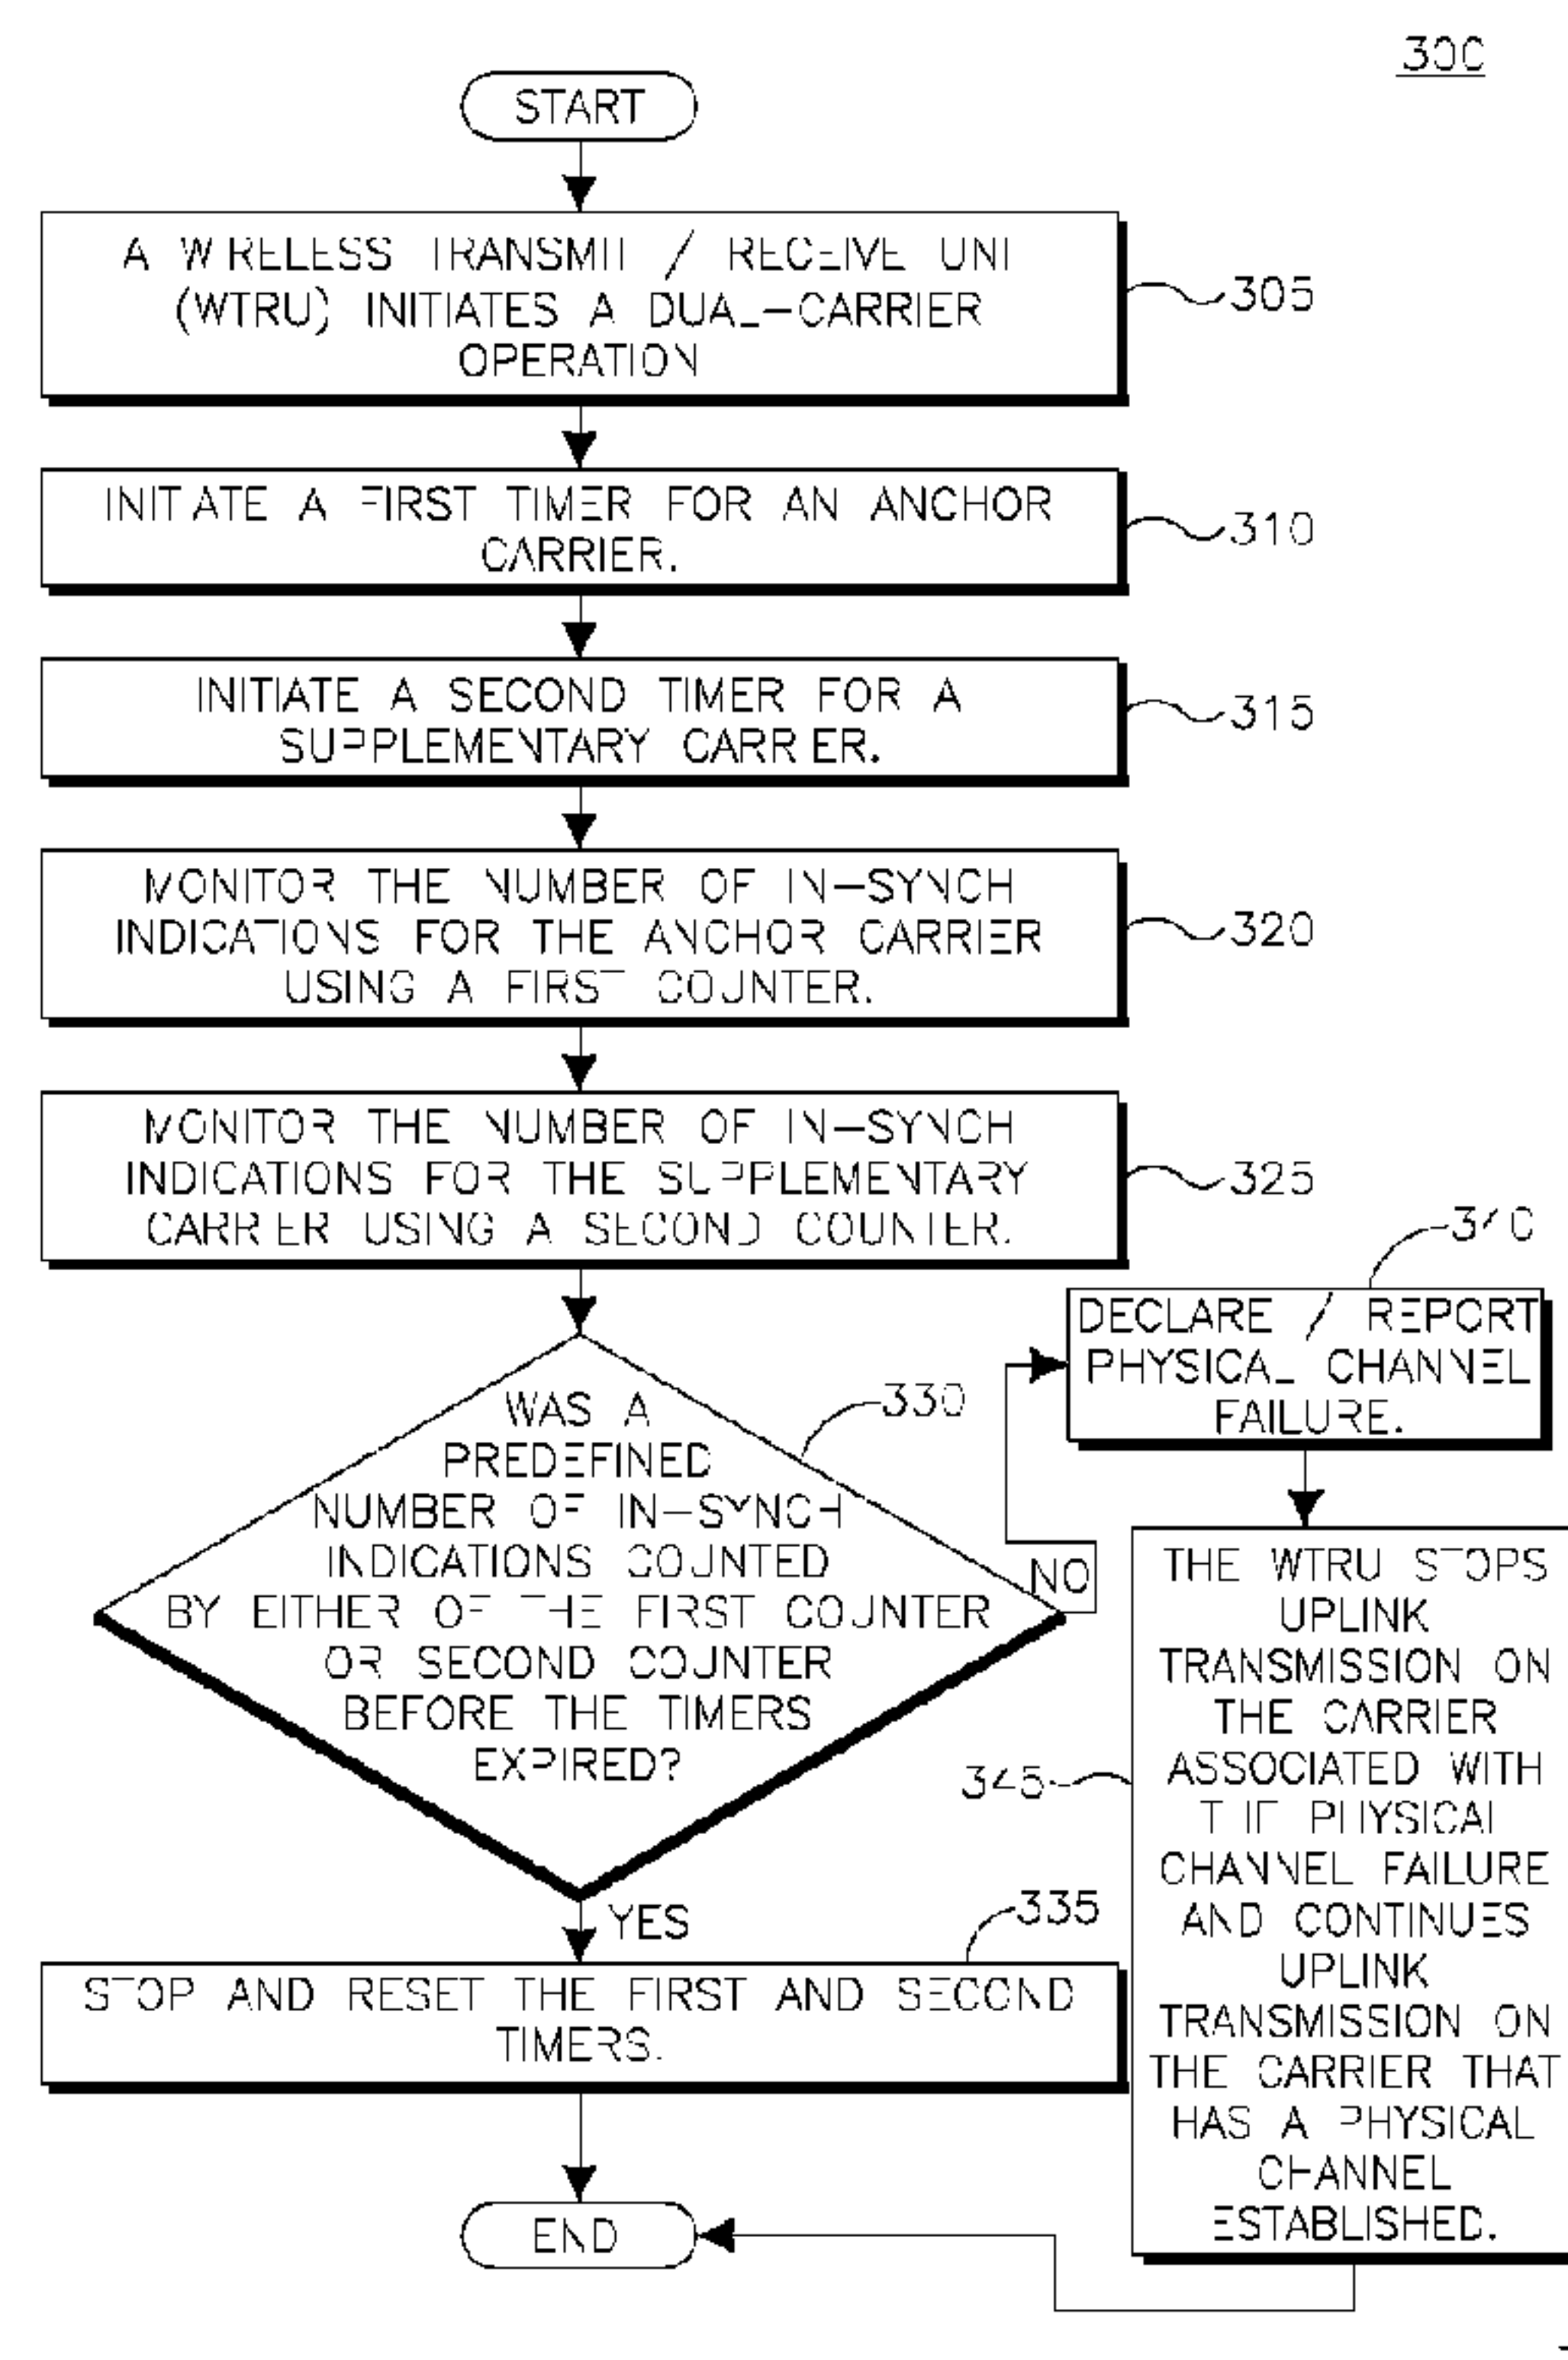 300
START
A WIRELESS TRANSMIT / RECEIVE UNIT
(WTRU) INITIATES A DUAL-CARRIER
OPERATION
305
INITIATE A FIRST TIMER FOR AN ANCHOR
CARRIER.
310
INITIATE A SECOND TIMER FOR A
SUPPLEMENTARY CARRIER.
315
MONITOR THE NUMBER OF IN-SYNCH
INDICATIONS FOR THE ANCHOR CARRIER
USING A FIRST COUNTER.
320
MONITOR THE NUMBER OF IN-SYNCH
INDICATIONS FOR THE SUPPLEMENTARY
CARRIER USING A SECOND COUNTER.
325
WAS A
PREDEFINED
NUMBER OF IN-SYNCH
INDICATIONS COUNTED
BY EITHER OF THE FIRST COUNTER
OR SECOND COUNTER
BEFORE THE TIMERS
EXPIRED?
330
NO
340
DECLARE / REPORT
PHYSICAL CHANNEL
FAILURE.
THE WTRU STOPS
UPLINK
TRANSMISSION ON
THE CARRIER
ASSOCIATED WITH
THE PHYSICAL
CHANNEL FAILURE
AND CONTINUES
UPLINK
TRANSMISSION ON
THE CARRIER THAT
HAS A PHYSICAL
CHANNEL
ESTABLISHED.
345
YES
335
STOP AND RESET THE FIRST AND SECOND
TIMERS.
END